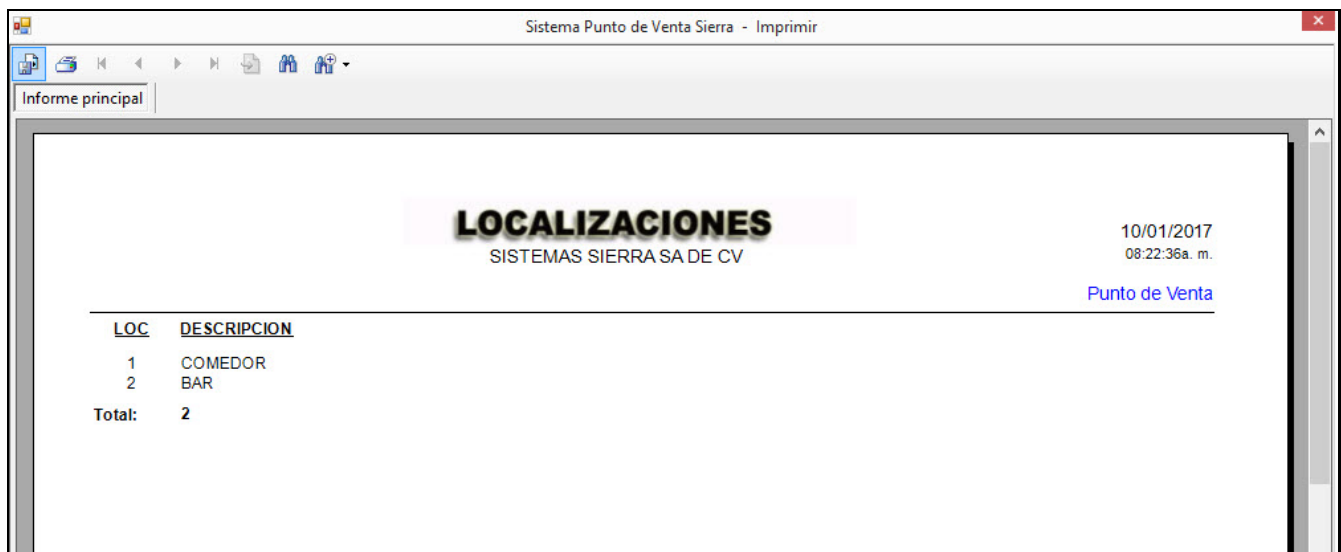 Sistema Punto de Venta Sierra - Imprimir
Informe principal
LOCALIZACIONES
SISTEMAS SIERRA SA DE CV
10/01/2017
08:22:36a. m.
Punto de Venta
LOC DESCRIPCION
1 COMEDOR
2 BAR
Total: 2